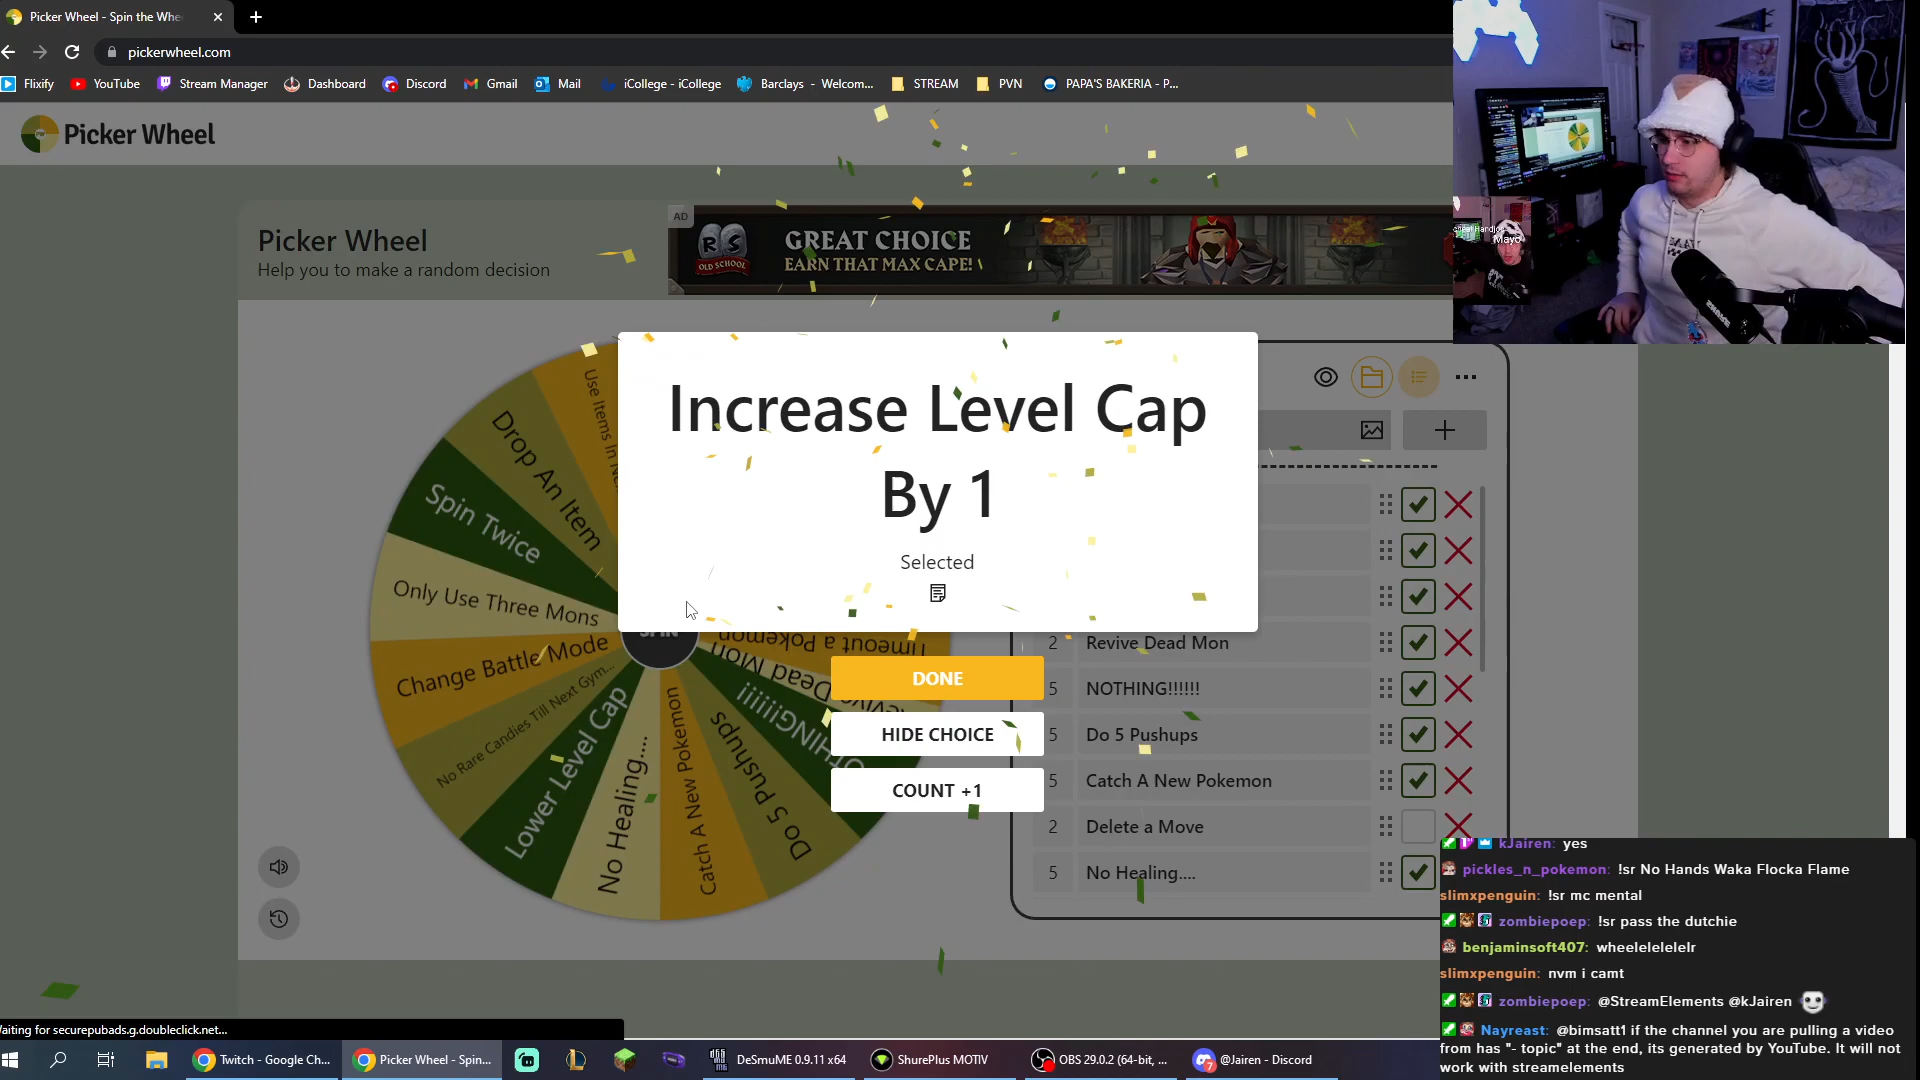 Picker Wheel - Spin the Whe
pickerwheel.com
Flixify
YouTube
Stream Manager
Dashboard
Discord
Gmail
Mail
iCollege - iCollege
Barclays - Welcom...
STREAM
PVN
PAPA'S BAKERIA - P...
Picker Wheel
Picker Wheel
Help you to make a random decision
AD
RS
OLD SCHOOL
GREAT CHOICE
EARN THAT MAX CAPE!
Mayo
Increase Level Cap
By 1
Selected
Drop An Item
Spin Twice
Only Use Three Mons
Change Battle Mode
No Rare Candies Till Next Gym...
Lower Level Cap
No Healing....
Catch A New Pokemon
Do 5 Pushups
Timeout a Pokemon
SPIN
DONE
HIDE CHOICE
COUNT +1
2 Revive Dead Mon
5 NOTHING!!!!!!
5 Do 5 Pushups
5 Catch A New Pokemon
2 Delete a Move
5 No Healing....
kJairen: yes
pickles_n_pokemon: !sr No Hands Waka Flocka Flame
slimxpenguin: !sr mc mental
zombiepoep: !sr pass the dutchie
benjaminsoft407: wheelelelelelr
slimxpenguin: nvm i camt
zombiepoep: @StreamElements @kJairen
Nayreast: @bimsatt1 if the channel you are pulling a video
from has "- topic" at the end, its generated by YouTube. It will not
work with streamelements
aiting for securepubads.g.doubleclick.net...
Twitch - Google Ch...
Picker Wheel - Spin...
DeSmuME 0.9.11 x64
ShurePlus MOTIV
OBS 29.0.2 (64-bit, ...
@Jairen - Discord